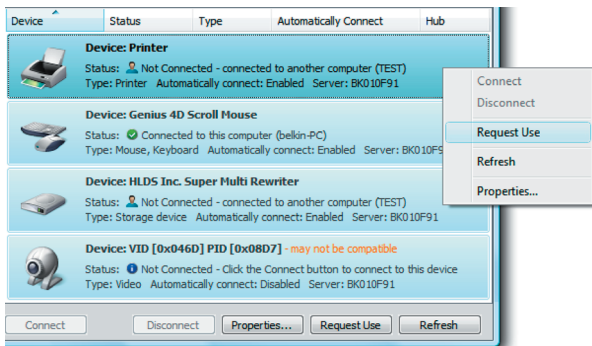 Device Status Type Automatically Connect Hub
Device: Printer
Status: Not Connected - connected to another computer (TEST)
Type: Printer Automatically connect: Enabled Server: BK010F91
Device: Genius 4D Scroll Mouse
Status: Connected to this computer (belkin-PC)
Type: Mouse, Keyboard Automatically connect: Enabled Server: BK010F9
Device: HLDS Inc. Super Multi Rewriter
Status: Not Connected - connected to another computer (TEST)
Type: Storage device Automatically connect: Enabled Server: BK010F91
Device: VID [0x046D] PID [0x08D7] - may not be compatible
Status: Not Connected - Click the Connect button to connect to this device
Type: Video Automatically connect: Disabled Server: BK010F91
Connect Disconnect Properties... Request Use Refresh
Connect
Disconnect
Request Use
Refresh
Properties...